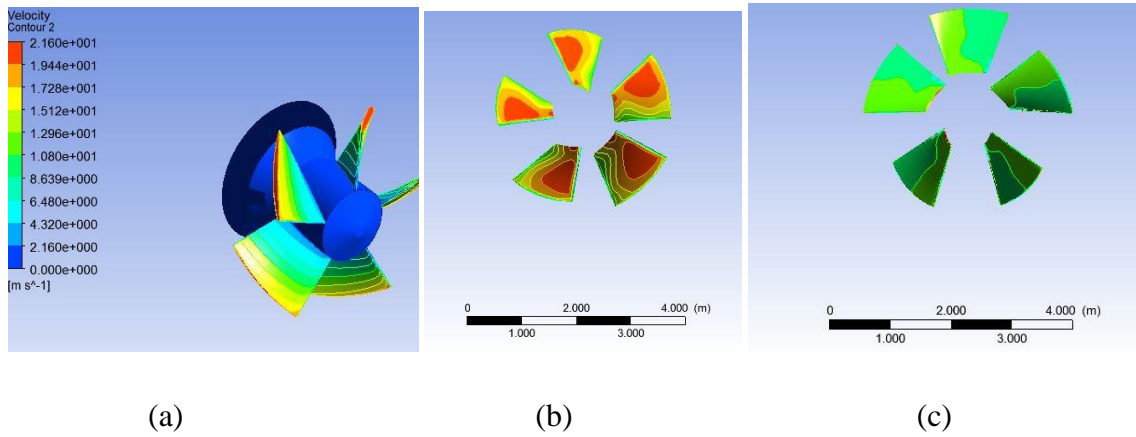 Velocity
Contour 2
2.160e+001
1.944e+001
1.728e+001
1.512e+001
1.296e+001
1.080e+001
8.639e+000
6.480e+000
4.320e+000
2.160e+000
0.000e+000
[m s^-1]
0 2.000 4.000 (m)
1.000 3.000
0 2.000 4.000 (m)
1.000 3.000
(a) (b) (c)